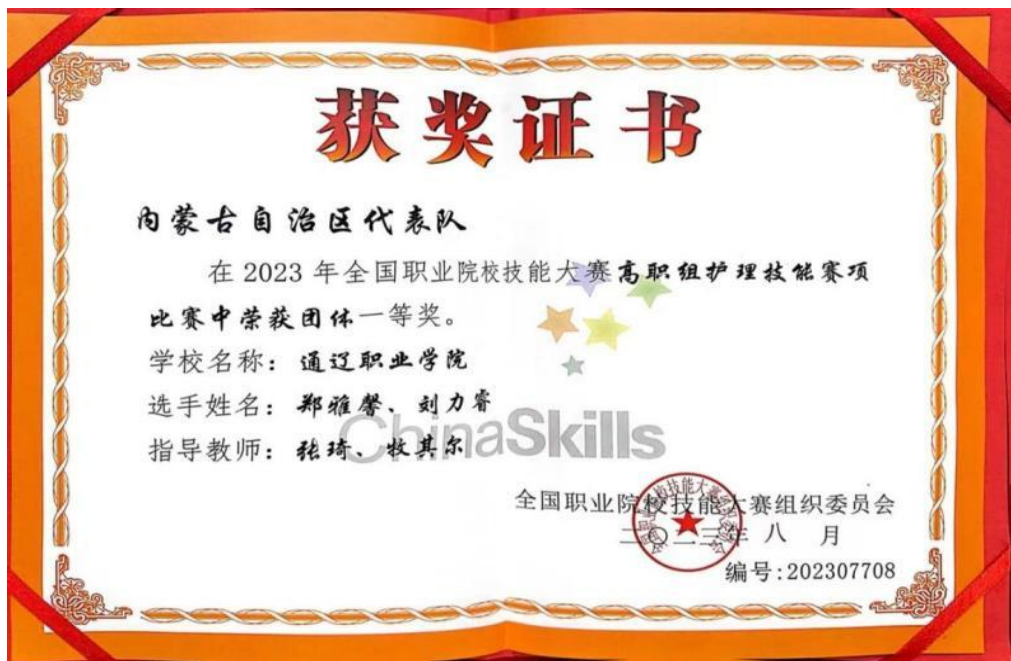 获奖证书
内蒙古自治区代表队
在2023年全国职业院校技能大赛高职组护理技能赛项
比赛中荣获团体一等奖。
学校名称：通辽职业学院
选手姓名：郑雅馨、刘力睿
指导教师：张琦、牧其尔
ChinaSkills
全国职业院校技能大赛组织委员会
二〇二三年八月
编号:202307708